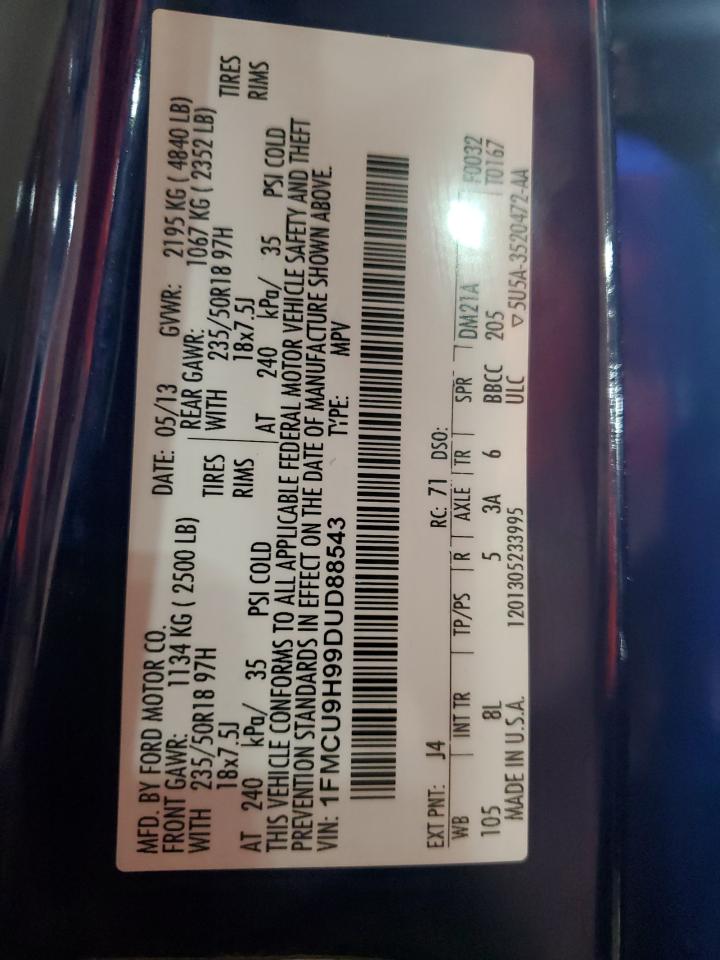 MFD. BY FORD MOTOR CO.
DATE: 05/13 GVWR: 2195 KG ( 4840 LB)
FRONT GAWR: 1134 KG ( 2500 LB) REAR GAWR: 1067 KG ( 2352 LB)
WITH 235/50R18 97H TIRES WITH 235/50R18 97H TIRES
18x7.5J RIMS 18x7.5J RIMS
AT 240 kPa/ 35 PSI COLD AT 240 kPa/ 35 PSI COLD
THIS VEHICLE CONFORMS TO ALL APPLICABLE FEDERAL MOTOR VEHICLE SAFETY AND THEFT
PREVENTION STANDARDS IN EFFECT ON THE DATE OF MANUFACTURE SHOWN ABOVE.
VIN: 1FMCU9H99DUD88543 TYPE: MPV
EXT PNT: J4 RC: 71 DSO:
WB INT TR TP/PS R AXLE TR SPR DM21A F0032
105 8L 5 3A 6 BBCC 205 T0167
MADE IN U.S.A. 1201305233995 ULC ▽5U5A-3520472-AA